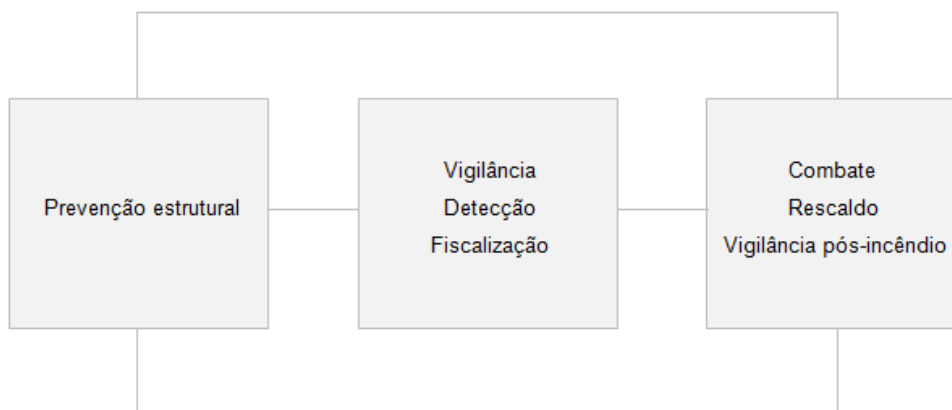 Prevenção estrutural
Vigilância
Detecção
Fiscalização
Combate
Rescaldo
Vigilância pós-incêndio